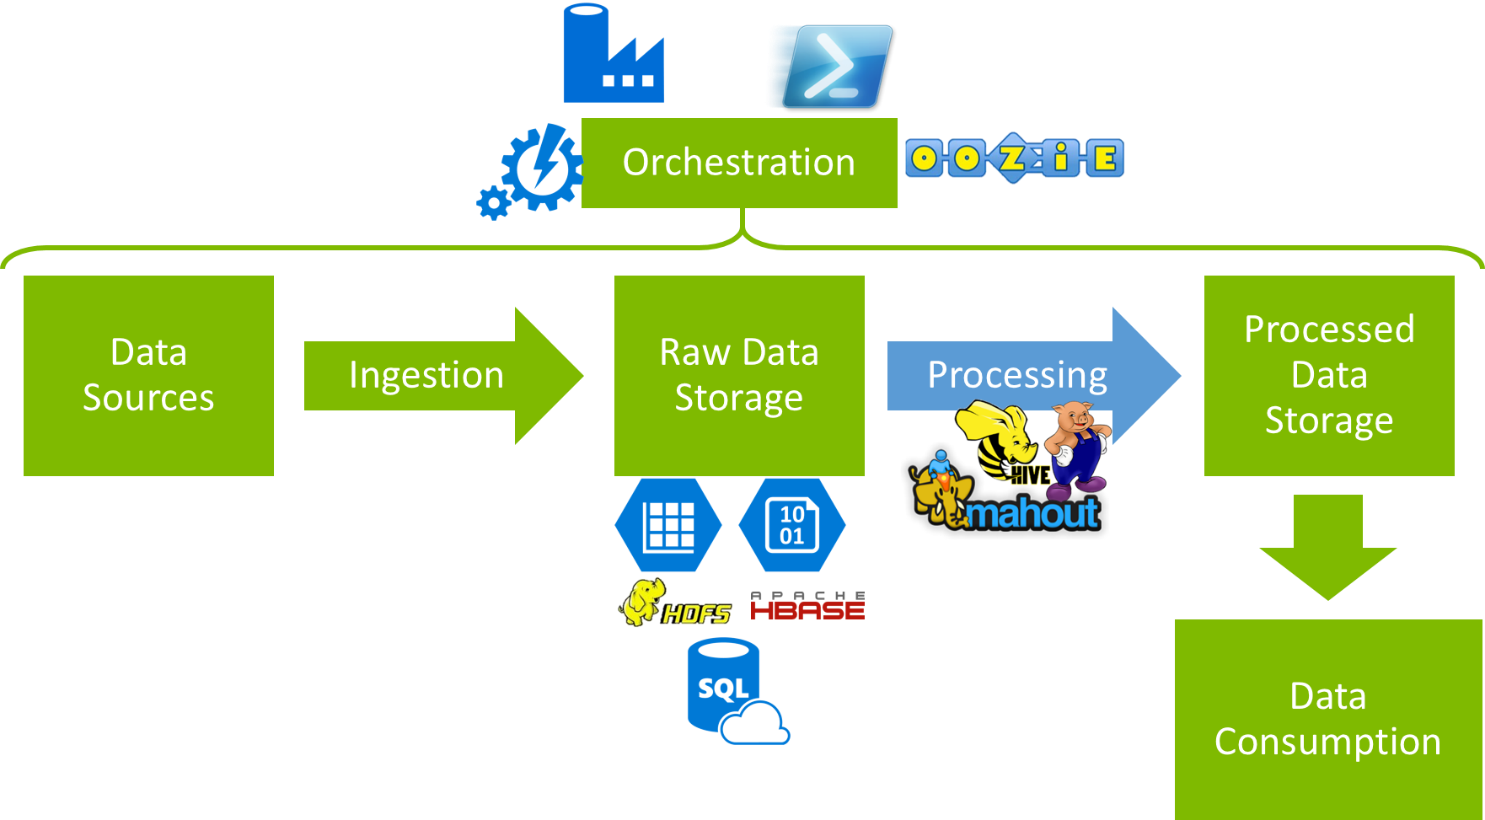 Orchestration
OOZiE
Data
Sources
Ingestion
Raw Data
Storage
Processing
Processed
Data
Storage
HIVE
mahout
10
01
HDFS
APACHE
HBASE
SQL
Data
Consumption